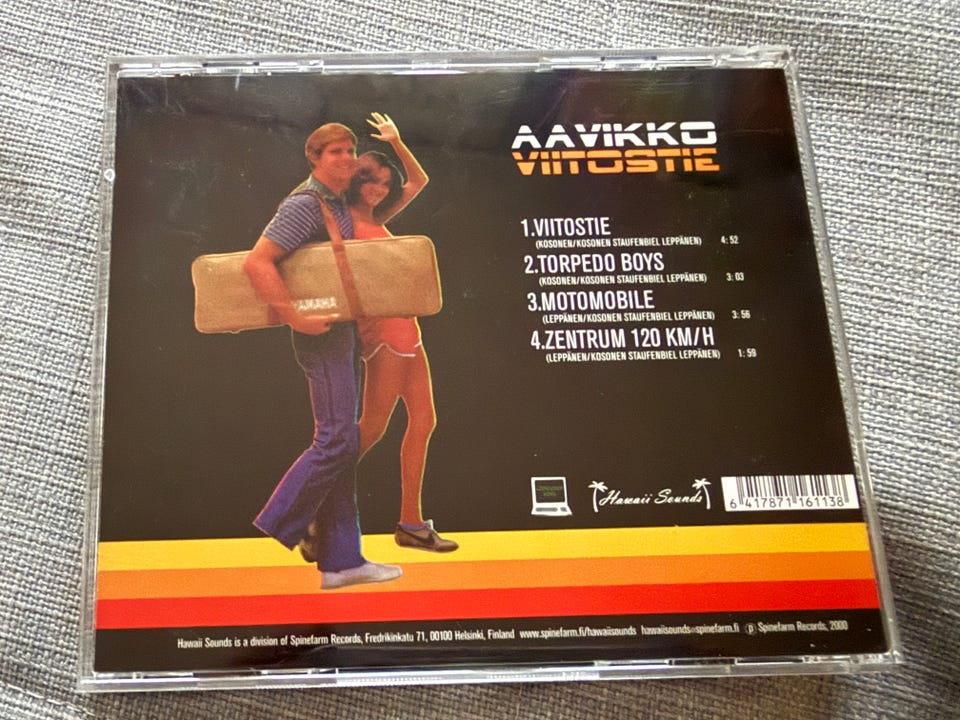 AAVIKKO
VIITOSTIE
1.VIITOSTIE
(KOSONEN/KOSONEN STAUFENBIEL LEPPÄNEN) 4: 52
2.TORPEDO BOYS
(KOSONEN/KOSONEN STAUFENBIEL LEPPÄNEN) 3: 03
3.MOTOMOBILE
(LEPPÄNEN/KOSONEN STAUFENBIEL LEPPÄNEN) 3: 56
4.ZENTRUM 120 KM/H
(LEPPÄNEN/KOSONEN STAUFENBIEL LEPPÄNEN) 1: 59
YAMAHA
Hawaii Sounds
6 417871 161138
Hawaii Sounds is a division of Spinefarm Records, Fredrikinkatu 71, 00100 Helsinki, Finland www.spinefarm.fi/hawaiisounds hawaiisounds@spinefarm.fi ℗ Spinefarm Records, 2000